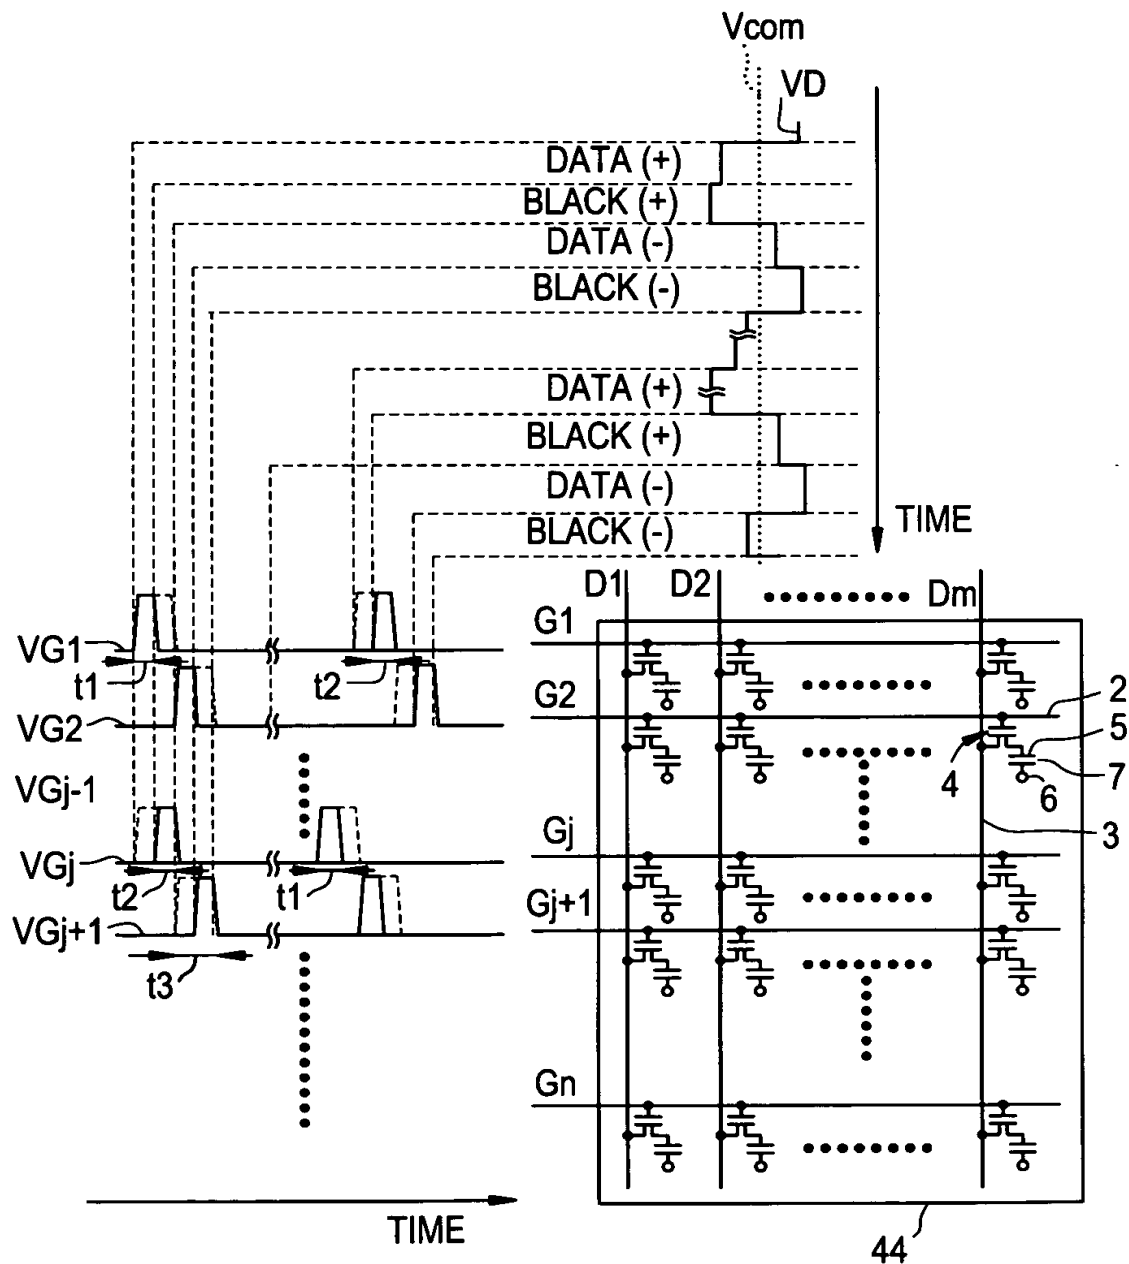 Vcom
VD
DATA (+)
BLACK (+)
DATA (-)
BLACK (-)
DATA (+)
BLACK (+)
DATA (-)
BLACK (-)
TIME
D1 D2 Dm
G1
VG1
t1 t2
G2 2
VG2 5
VGj-1 4 6 7
Gj 3
VGj
t2 t1 Gj+1
VGj+1
t3
Gn
TIME
44